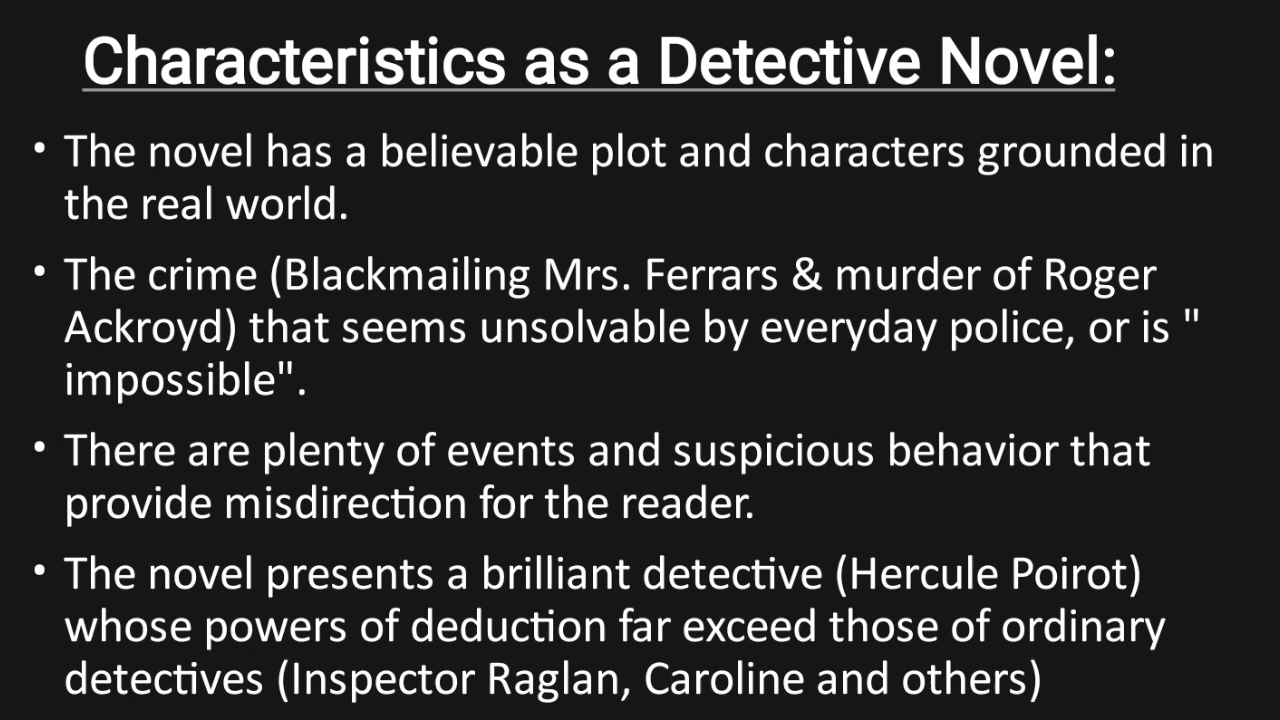 Characteristics as a Detective Novel:
• The novel has a believable plot and characters grounded in
the real world.
• The crime (Blackmailing Mrs. Ferrars & murder of Roger
Ackroyd) that seems unsolvable by everyday police, or is "
impossible".
• There are plenty of events and suspicious behavior that
provide misdirection for the reader.
• The novel presents a brilliant detective (Hercule Poirot)
whose powers of deduction far exceed those of ordinary
detectives (Inspector Raglan, Caroline and others)